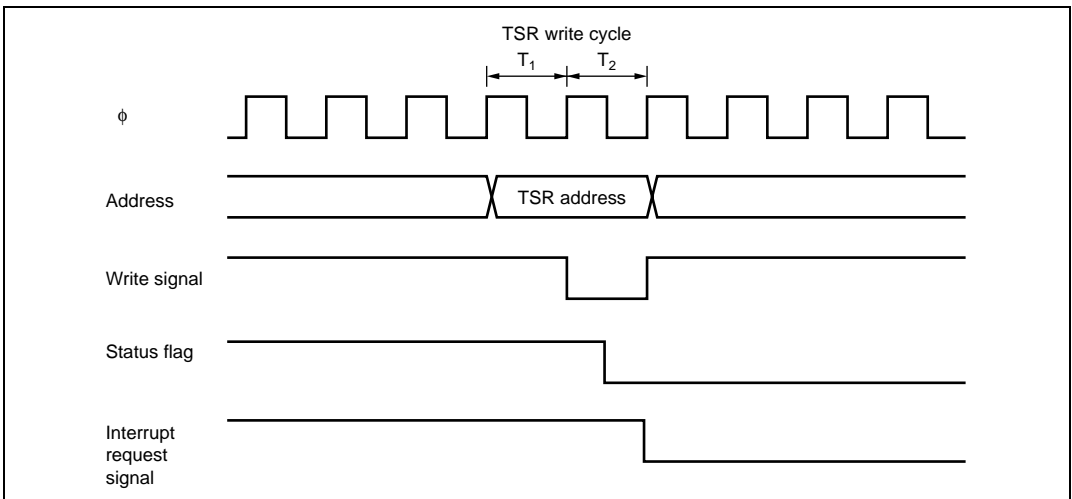 TSR write cycle
T1 T2
ϕ
Address
TSR address
Write signal
Status flag
Interrupt
request
signal